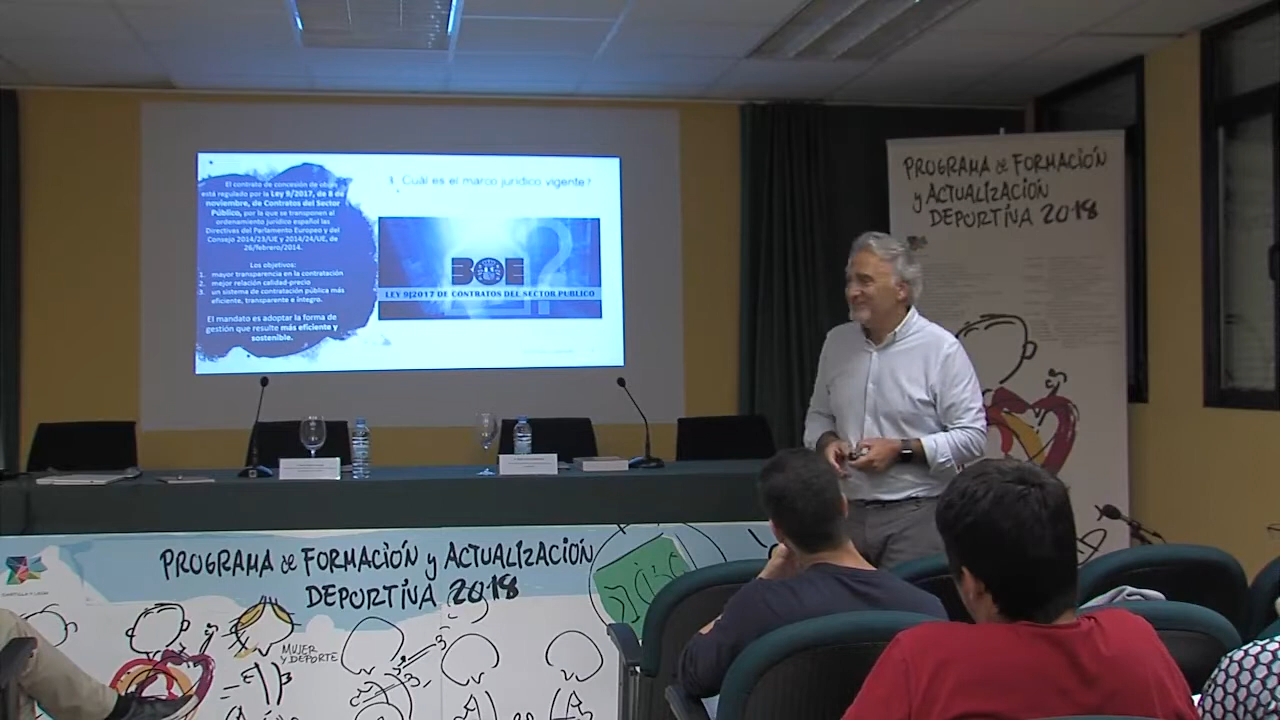 El contrato de concesión de obras
está regulado por la Ley 9/2017, de 8 de
noviembre, de Contratos del Sector
Público, por la que se transponen al
ordenamiento jurídico español las
Directivas del Parlamento Europeo y del
Consejo 2014/23/UE y 2014/24/UE, de
26/febrero/2014.
Los objetivos:
1. mayor transparencia en la contratación
2. mejor relación calidad-precio
3. un sistema de contratación pública más
eficiente, transparente e íntegro.
El mandato es adoptar la forma de
gestión que resulte más eficiente y
sostenible.
Cuál es el marco jurídico vigente?
BOE
LEY 9|2017 DE CONTRATOS DEL SECTOR PUBLICO
PROGRAMA de FORMACIÓN
y ACTUALIZACIÓN
DEPORTIVA 2018
PROGRAMA de FORMACIÓN y ACTUALIZACIÓN
DEPORTIVA 2018
MUJER
Y DEPORTE